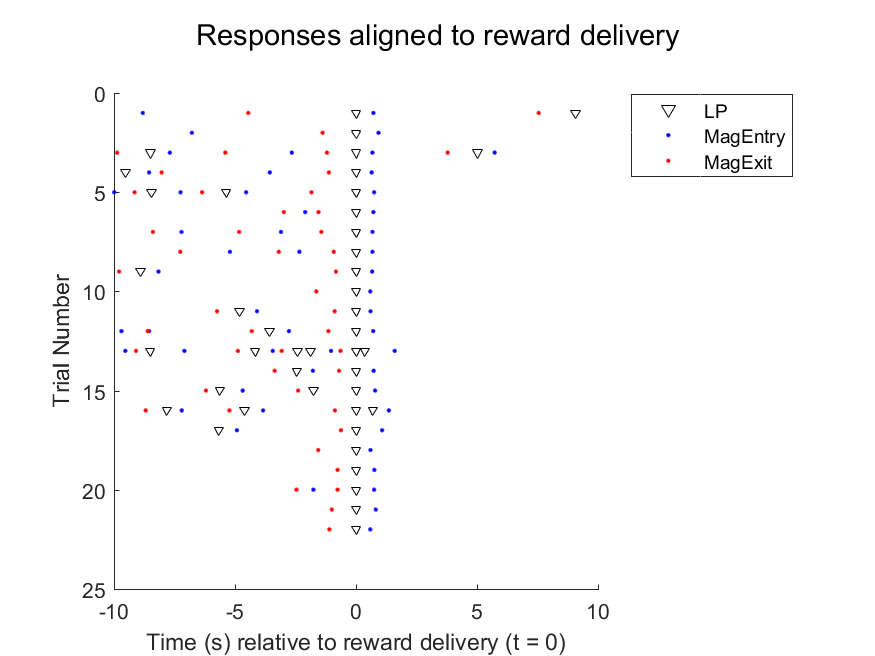 Responses aligned to reward delivery
LP
MagEntry
MagExit
0
5
10
15
20
25
Trial Number
-10
-5
0
5
10
Time (s) relative to reward delivery (t = 0)